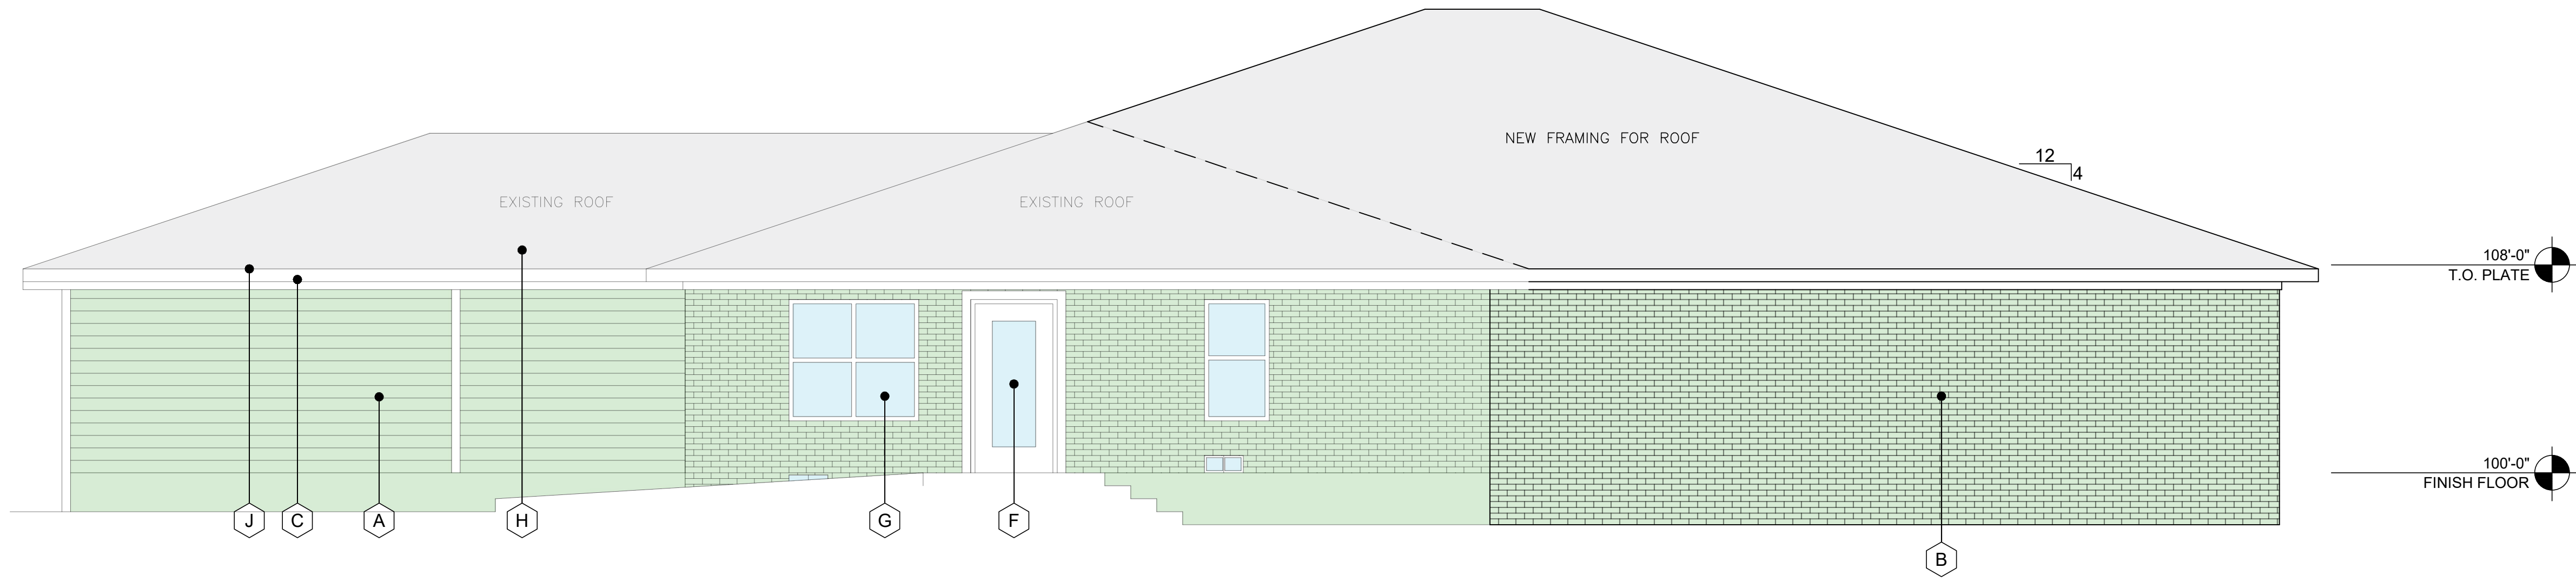 NEW FRAMING FOR ROOF
12
4
EXISTING ROOF
EXISTING ROOF
108'-0"
T.O. PLATE
100'-0"
FINISH FLOOR
J
C
A
H
G
F
B